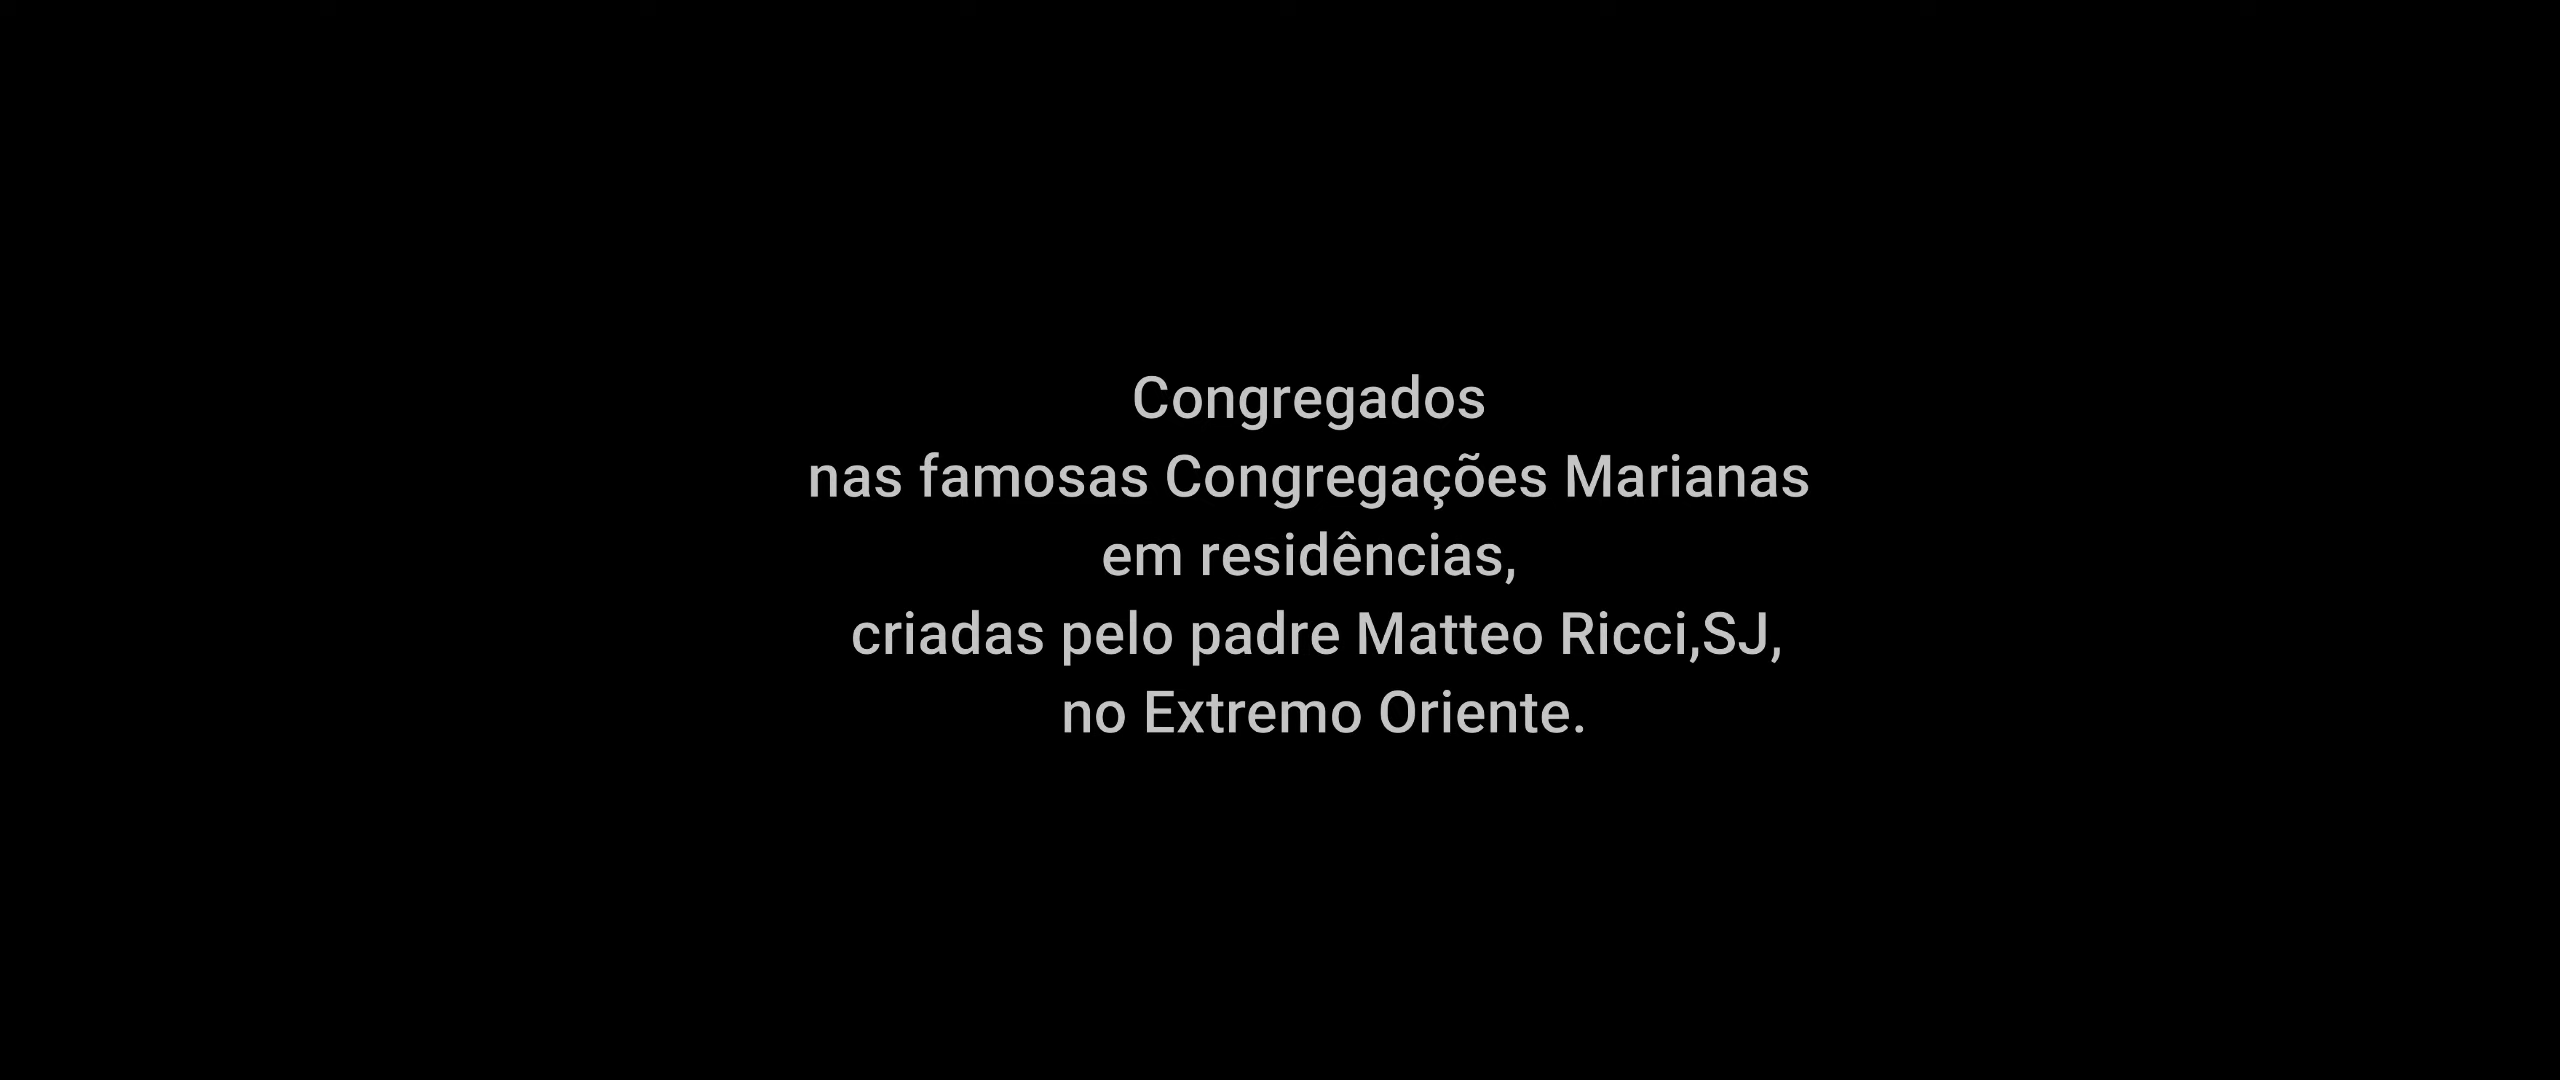 Congregados
nas famosas Congregações Marianas
em residências,
criadas pelo padre Matteo Ricci,SJ,
no Extremo Oriente.